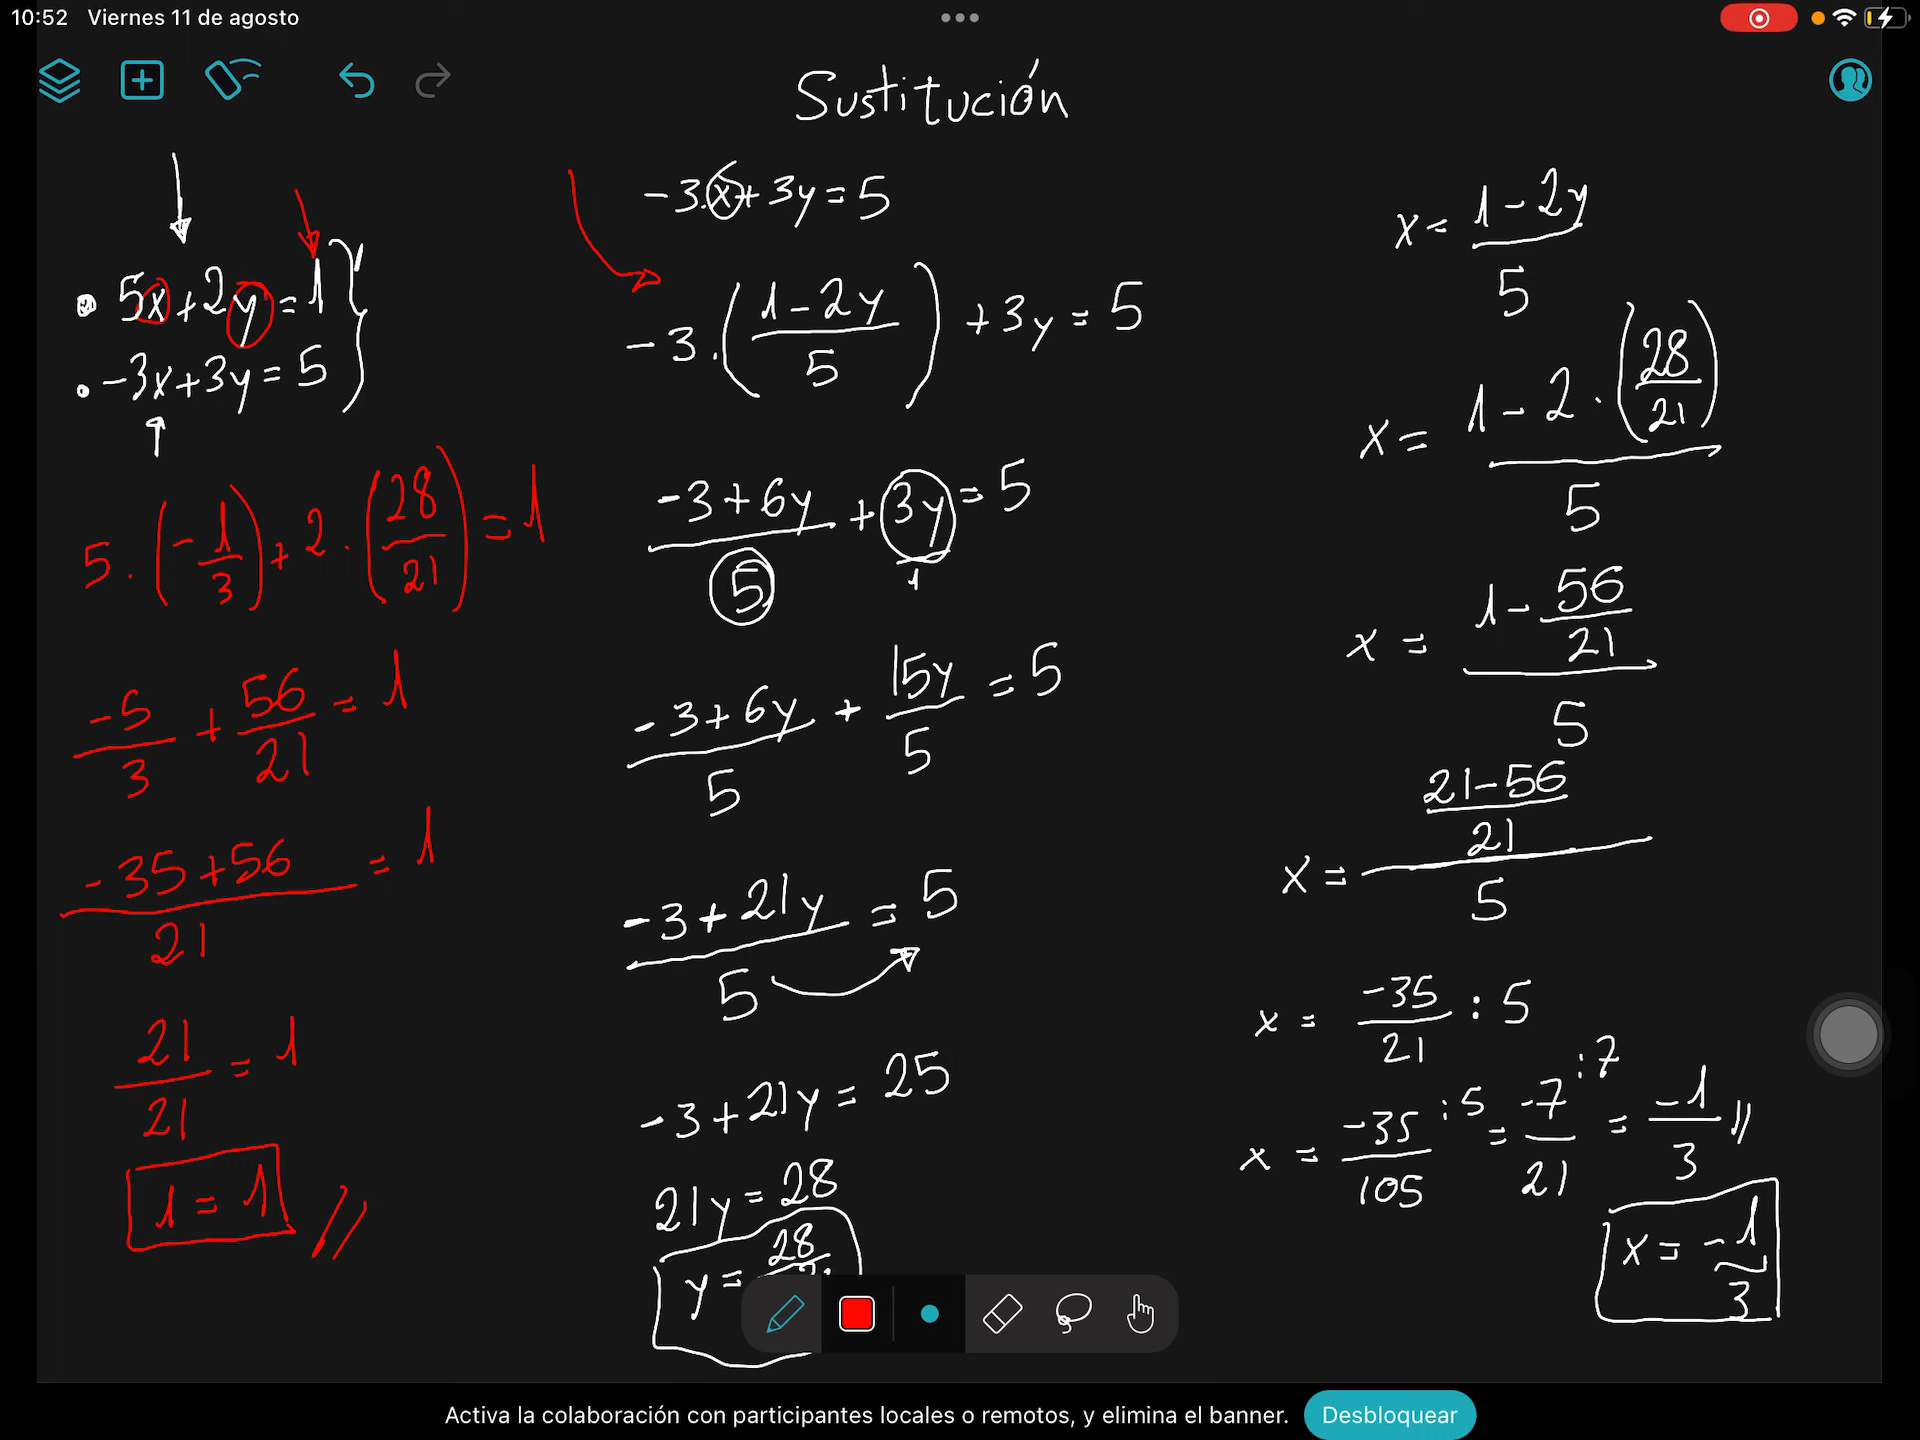 10:52 Viernes 11 de agosto
Sustitución
5x+2y=1
-3x+3y=5
5·(-1/3)+2·(28/21)=1
-5/3 + 56/21 = 1
(-35+56)/21 = 1
21/21 = 1
1 = 1 //
-3·x+3y=5
-3·((1-2y)/5)+3y=5
(-3+6y)/5 + 3y/1 = 5
(-3+6y)/5 + 15y/5 = 5
(-3+21y)/5 = 5
-3+21y=25
21y=28
y=28/
x=(1-2y)/5
x=(1-2·(28/21))/5
x=(1-56/21)/5
x=((21-56)/21)/5
x=-35/21 : 5
x=-35/105 :5 = -7/21 :7 = -1/3 //
x=-1/3
Activa la colaboración con participantes locales o remotos, y elimina el banner.
Desbloquear